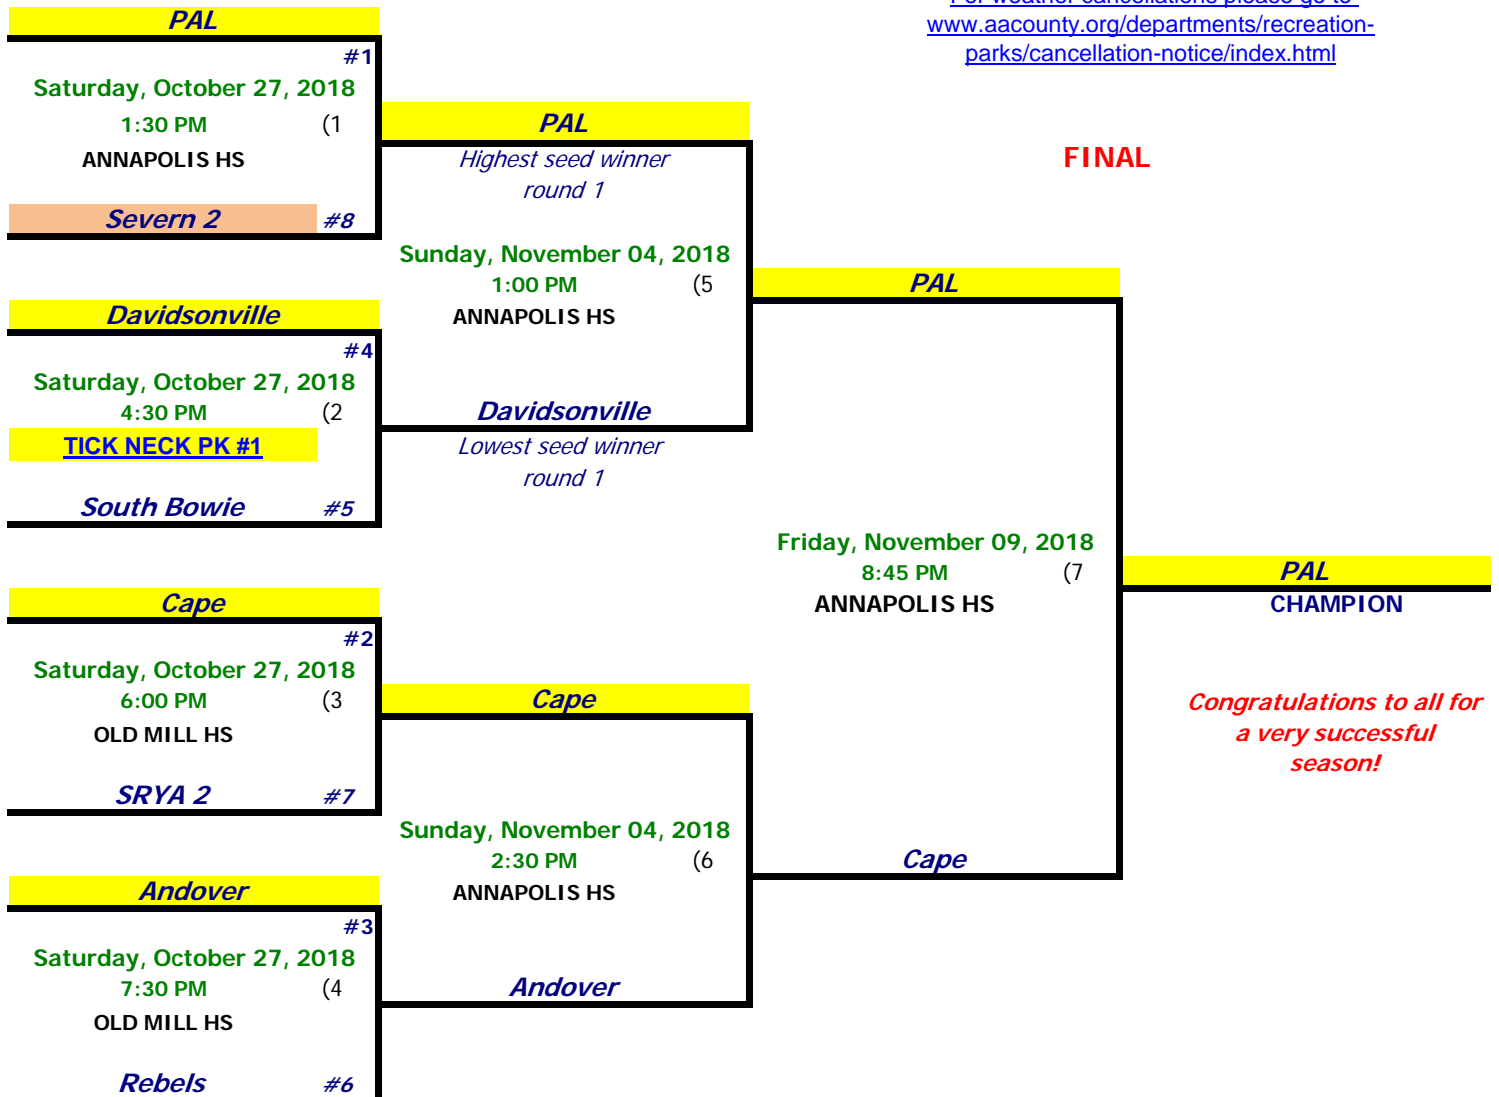 For weather cancellations please go to
www.aacounty.org/departments/recreation-
parks/cancellation-notice/index.html
FINAL
PAL
#1
Saturday, October 27, 2018
1:30 PM (1
ANNAPOLIS HS
Severn 2 #8
Davidsonville
#4
Saturday, October 27, 2018
4:30 PM (2
TICK NECK PK #1
South Bowie #5
Cape
#2
Saturday, October 27, 2018
6:00 PM (3
OLD MILL HS
SRYA 2 #7
Andover
#3
Saturday, October 27, 2018
7:30 PM (4
OLD MILL HS
Rebels #6
PAL
Highest seed winner
round 1
Sunday, November 04, 2018
1:00 PM (5
ANNAPOLIS HS
Davidsonville
Lowest seed winner
round 1
Cape
Sunday, November 04, 2018
2:30 PM (6
ANNAPOLIS HS
Andover
PAL
Friday, November 09, 2018
8:45 PM (7
ANNAPOLIS HS
Cape
PAL
CHAMPION
Congratulations to all for
a very successful
season!